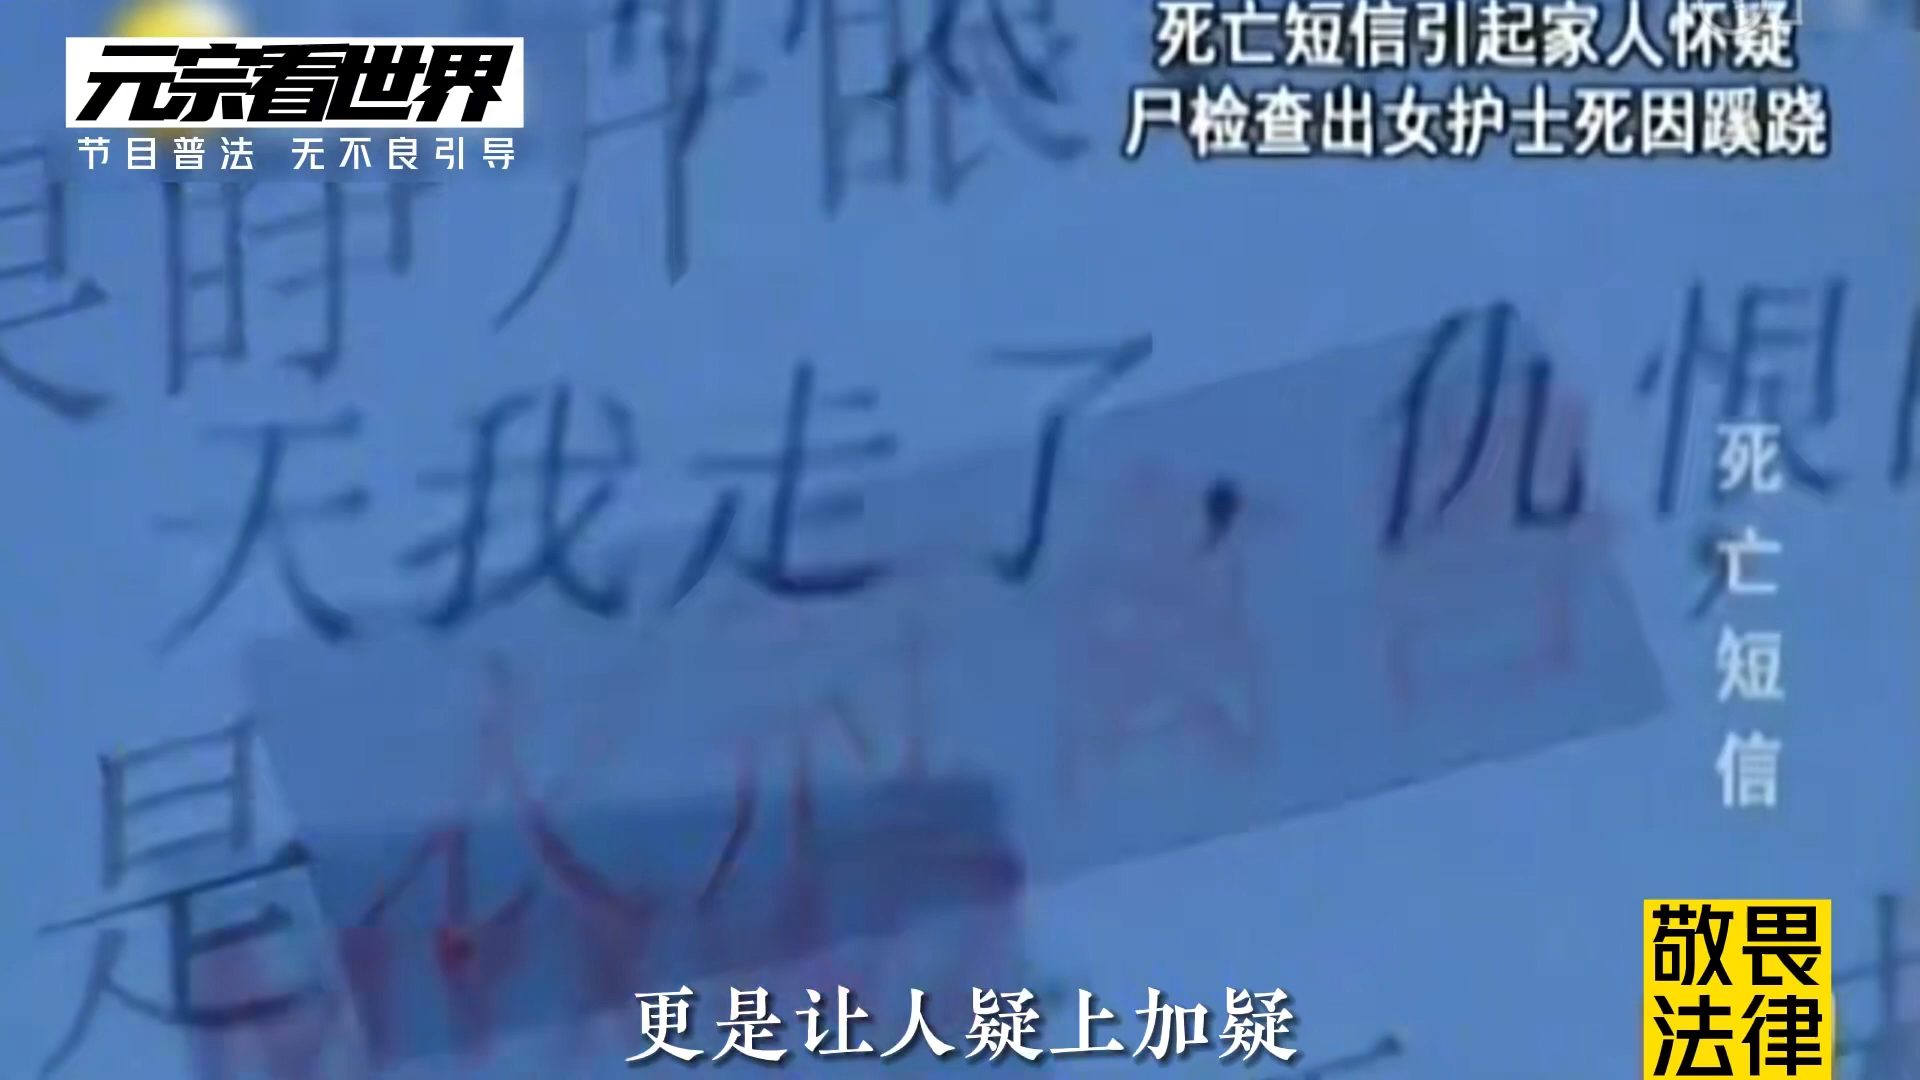 元宗看世界
节目普法 无不良引导
死亡短信引起家人怀疑
尸检查出女护士死因蹊跷
睁开眼
天我走了，仇恨
是
死亡短信
更是让人疑上加疑
敬畏
法律